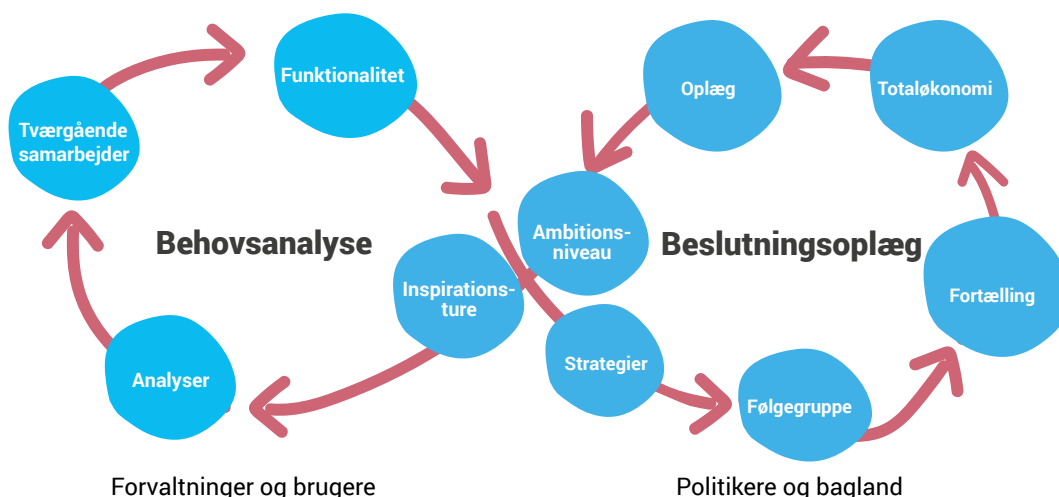 Funktionalitet
Tværgående
samarbejder
Behovsanalyse
Inspirations-
ture
Analyser
Forvaltninger og brugere
Oplæg
Totaløkonomi
Ambitions-
niveau
Beslutningsoplæg
Fortælling
Strategier
Følgegruppe
Politikere og bagland